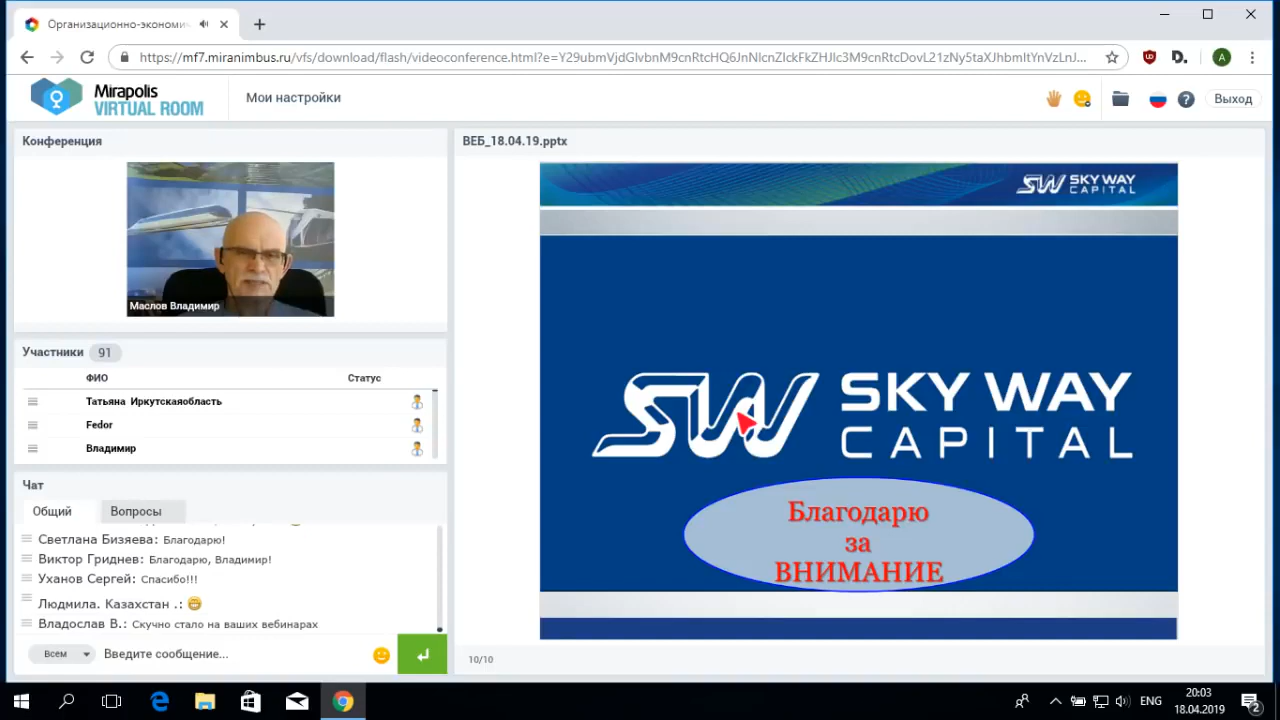 Организационно-экономич
https://mf7.miranimbus.ru/vfs/download/flash/videoconference.html?e=
D.
A
Mirapolis
VIRTUAL ROOM
Мои настройки
?
Выход
Конференция
Маслов Владимир
Участники 91
ФИО Статус
Татьяна Иркутскаяобласть
Fedor
Владимир
Чат
Общий Вопросы
Светлана Бизяева: Благодарю!
Виктор Гриднев: Благодарю, Владимир!
Уханов Сергей: Спасибо!!!
Людмила. Казахстан .:
Владослав В.: Скучно стало на ваших вебинарах
Всем Введите сообщение...
ВЕБ_18.04.19.pptx
SW SKY WAY
CAPITAL
SW SKY WAY
CAPITAL
Благодарю
за
ВНИМАНИЕ
10/10
ENG
20:03
18.04.2019
2